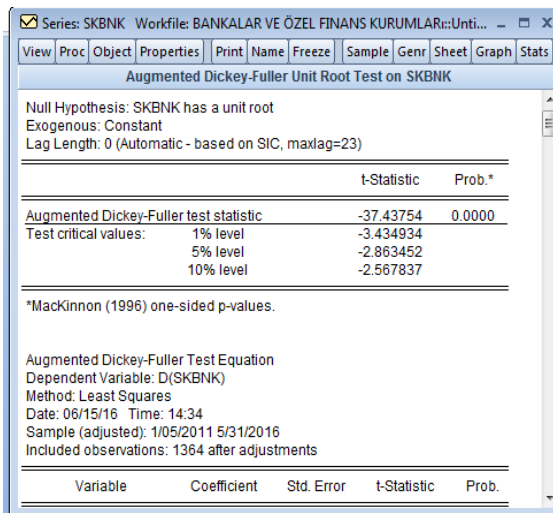 Series: SKBNK Workfile: BANKALAR VE ÖZEL FINANS KURUMLARı::Unti...
View Proc Object Properties Print Name Freeze Sample Genr Sheet Graph Stats
Augmented Dickey-Fuller Unit Root Test on SKBNK
Null Hypothesis: SKBNK has a unit root
Exogenous: Constant
Lag Length: 0 (Automatic - based on SIC, maxlag=23)
t-Statistic Prob.*
Augmented Dickey-Fuller test statistic -37.43754 0.0000
Test critical values: 1% level -3.434934
5% level -2.863452
10% level -2.567837
*MacKinnon (1996) one-sided p-values.
Augmented Dickey-Fuller Test Equation
Dependent Variable: D(SKBNK)
Method: Least Squares
Date: 06/15/16 Time: 14:34
Sample (adjusted): 1/05/2011 5/31/2016
Included observations: 1364 after adjustments
Variable Coefficient Std. Error t-Statistic Prob.